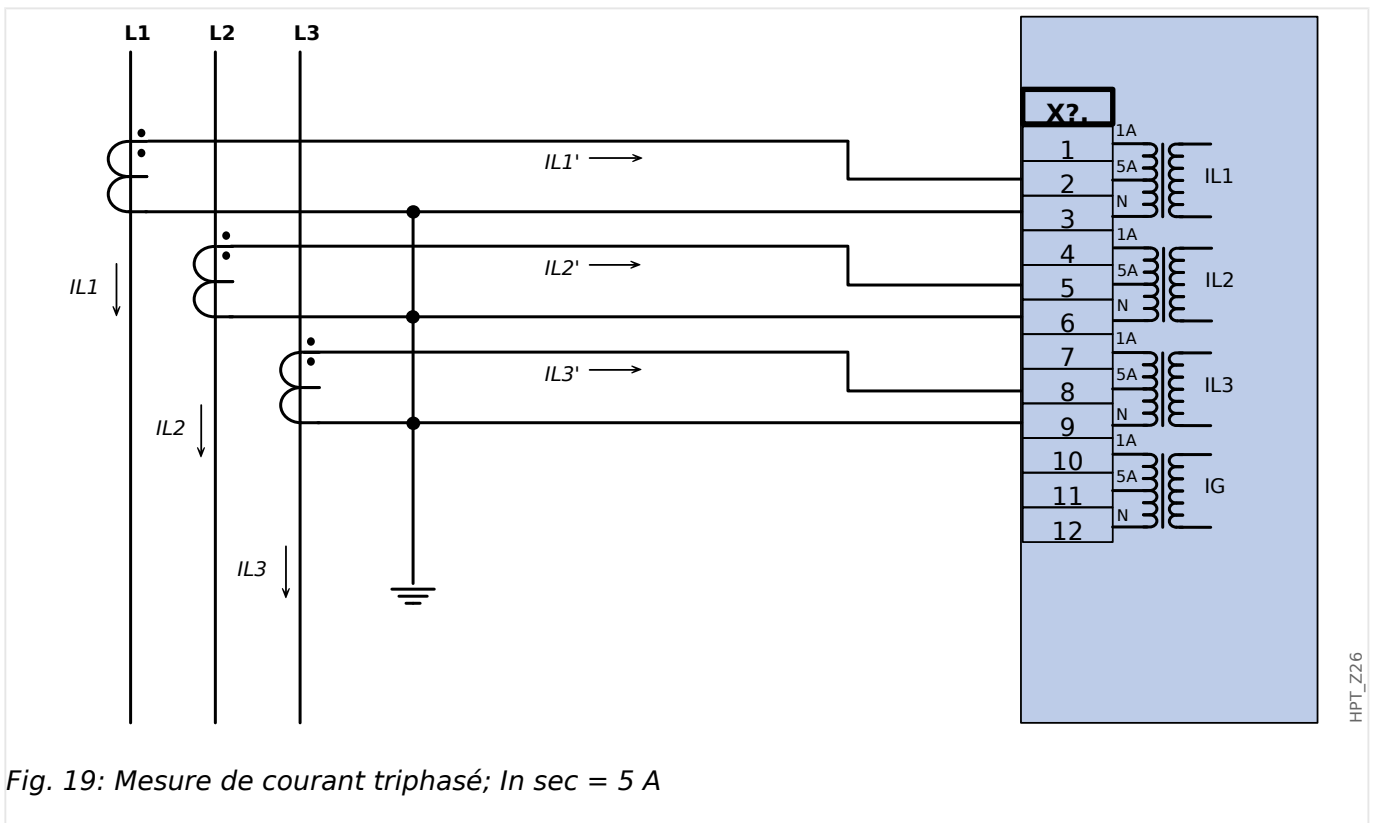 L1 L2 L3
X?.
1A
1
IL1'
5A
IL1
2
N
3
1A
4
IL2'
5A
IL2
IL1
5
N
6
1A
7
IL3'
5A
IL3
8
N
9
IL2
1A
10
5A
IG
11
N
12
IL3
HPT_Z26
Fig. 19: Mesure de courant triphasé; In sec = 5 A